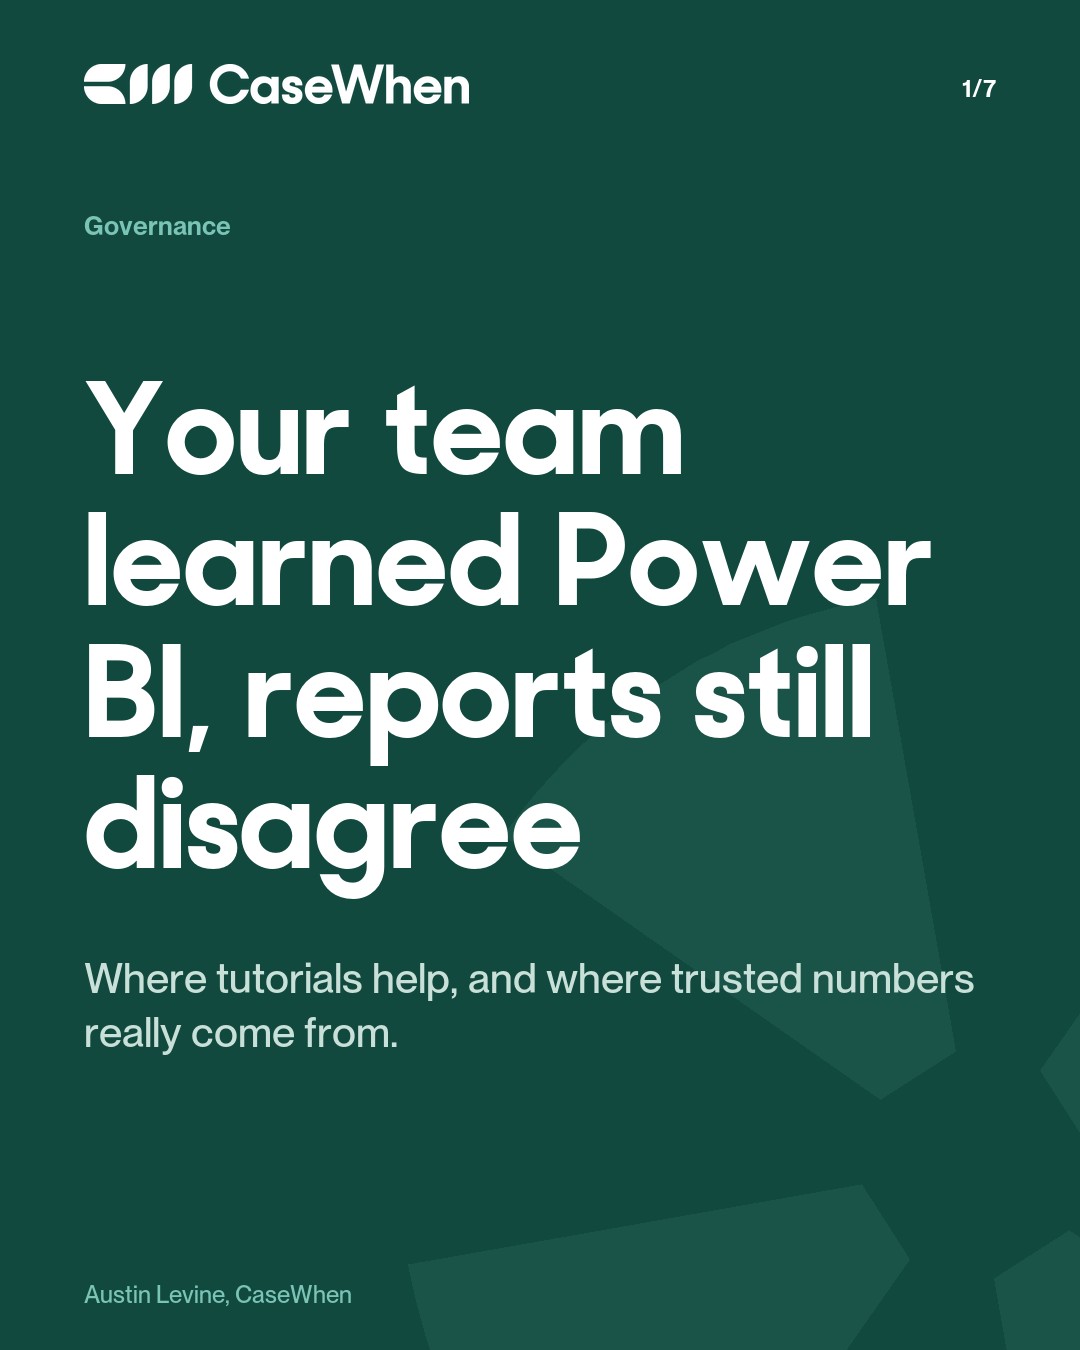 CaseWhen
1/7
Governance
Your team
learned Power
BI, reports still
disagree
Where tutorials help, and where trusted numbers
really come from.
Austin Levine, CaseWhen